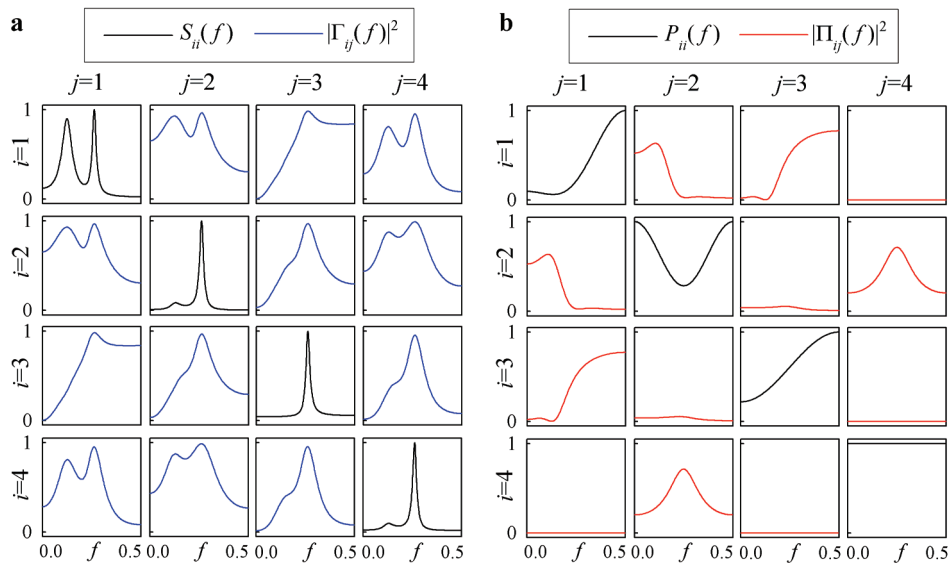 a
S_ii(f) |Γ_ij(f)|²
j=1 j=2 j=3 j=4
i=1 1 0
i=2 1 0
i=3 1 0
i=4 1 0
0.0 f 0.5 0.0 f 0.5 0.0 f 0.5 0.0 f 0.5
b
P_ii(f) |Π_ij(f)|²
j=1 j=2 j=3 j=4
i=1 1 0
i=2 1 0
i=3 1 0
i=4 1 0
0.0 f 0.5 0.0 f 0.5 0.0 f 0.5 0.0 f 0.5